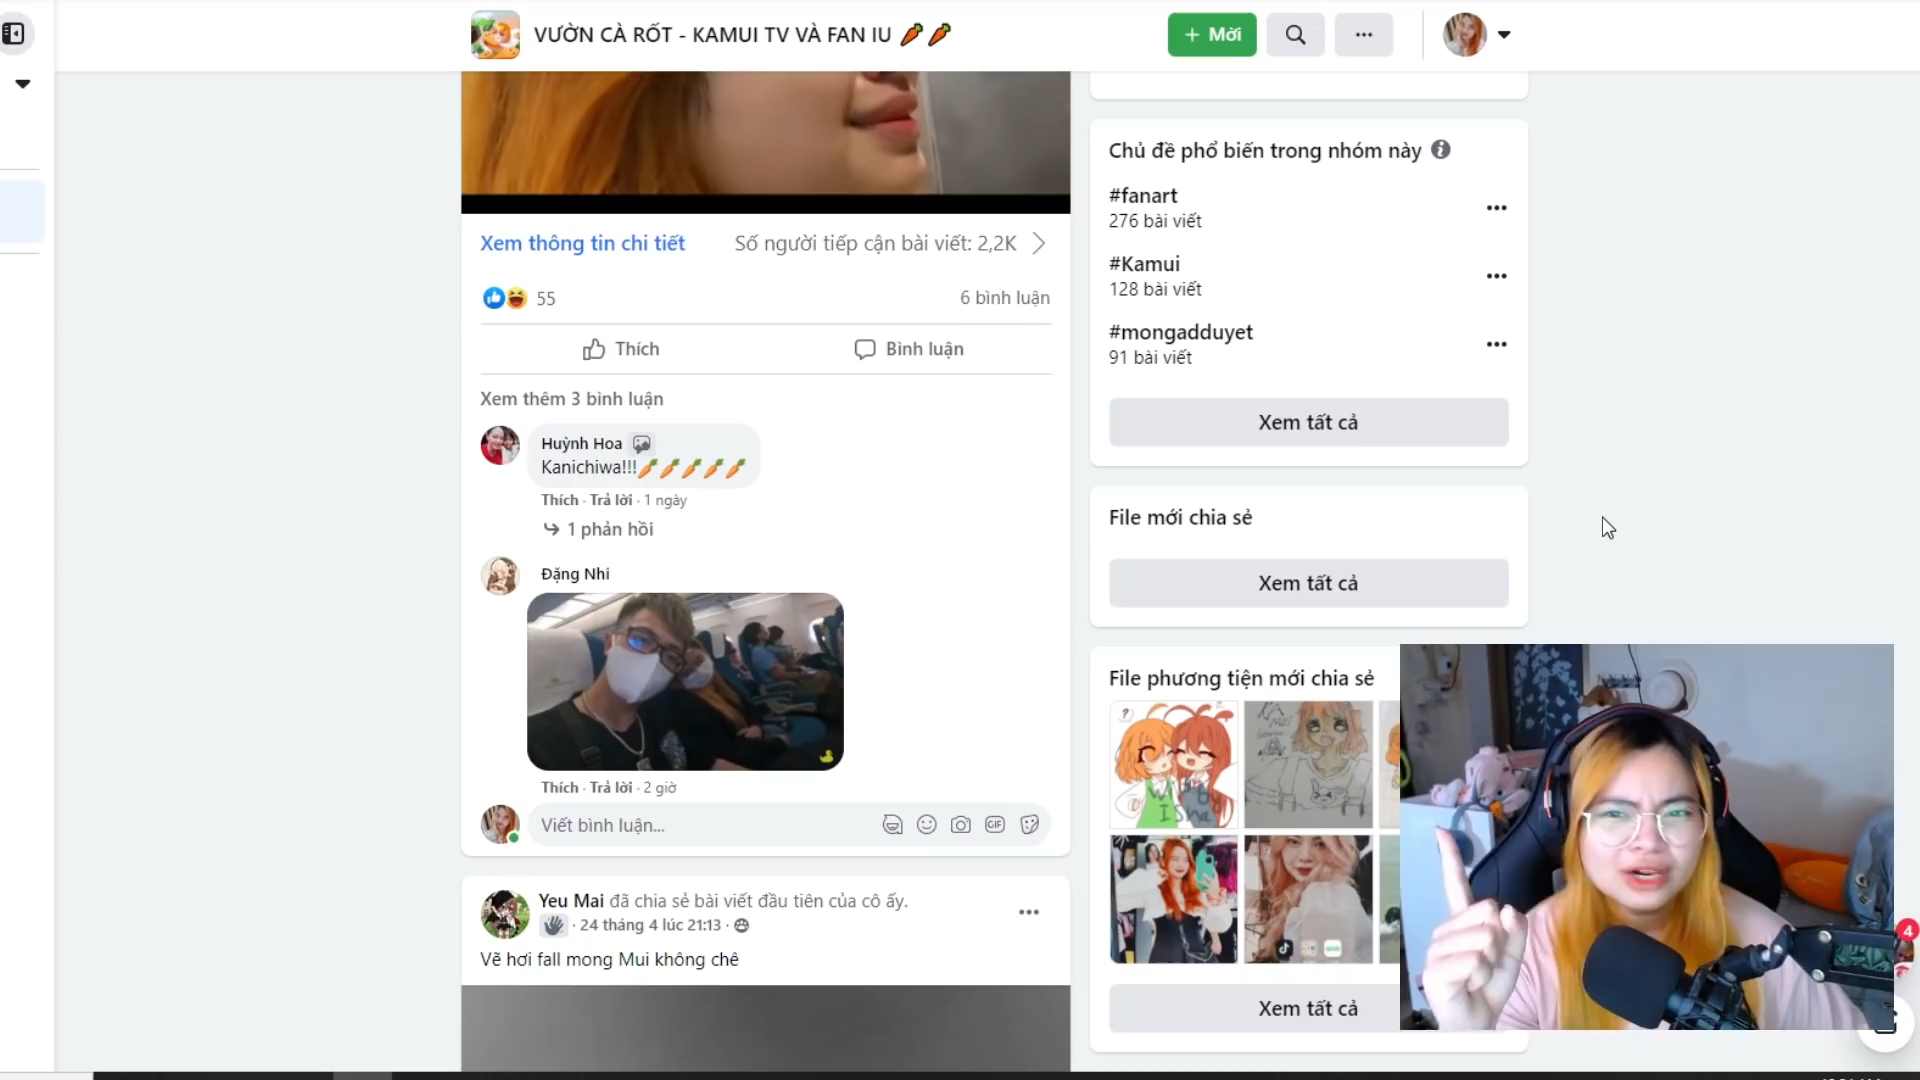 VƯỜN CÀ RỐT - KAMUI TV VÀ FAN IU 🥕🥕
+ Mời
Xem thông tin chi tiết
Số người tiếp cận bài viết: 2,2K
55
6 bình luận
Thích
Bình luận
Xem thêm 3 bình luận
Huỳnh Hoa
Kanichiwa!!!🥕🥕🥕🥕🥕
Thích · Trả lời · 1 ngày
1 phản hồi
Đặng Nhi
Thích · Trả lời · 2 giờ
Viết bình luận...
GIF
Yeu Mai đã chia sẻ bài viết đầu tiên của cô ấy.
· 24 tháng 4 lúc 21:13 ·
Vẽ hơi fall mong Mui không chê
Chủ đề phổ biến trong nhóm này
#fanart
276 bài viết
#Kamui
128 bài viết
#mongadduyet
91 bài viết
Xem tất cả
File mới chia sẻ
Xem tất cả
File phương tiện mới chia sẻ
Xem tất cả
4